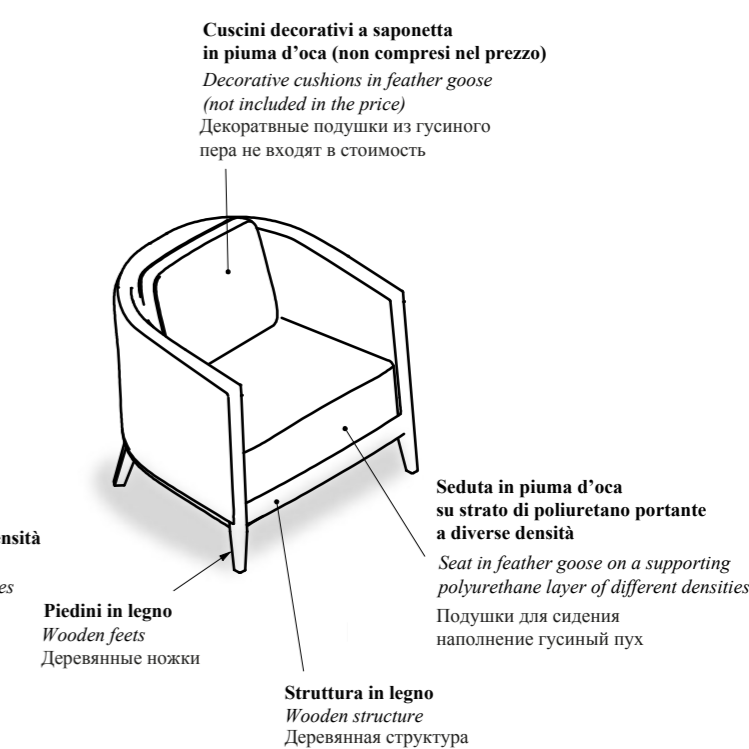 Cuscini decorativi a saponetta
in piuma d'oca (non compresi nel prezzo)
Decorative cushions in feather goose
(not included in the price)
Декоратвные подушки из гусиного
пера не входят в стоимость
Seduta in piuma d'oca
su strato di poliuretano portante
a diverse densità
Seat in feather goose on a supporting
polyurethane layer of different densities
Подушки для сидения
наполнение гусиный пух
Piedini in legno
Wooden feets
Деревянные ножки
Struttura in legno
Wooden structure
Деревянная структура